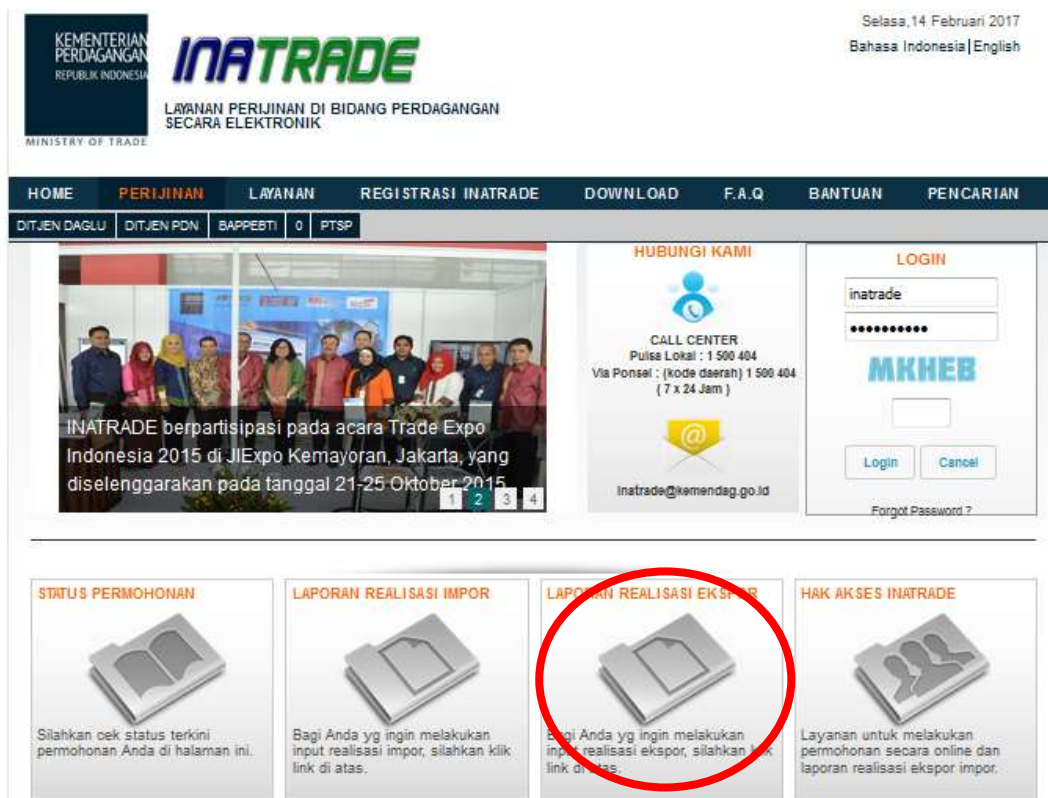 KEMENTERIAN
PERDAGANGAN
REPUBLIK INDONESIA
MINISTRY OF TRADE
INATRADE
LAYANAN PERIJINAN DI BIDANG PERDAGANGAN
SECARA ELEKTRONIK
Selasa,14 Februari 2017
Bahasa Indonesia|English
HOME PERIJINAN LAYANAN REGISTRASI INATRADE DOWNLOAD F.A.Q BANTUAN PENCARIAN
DITJEN DAGLU DITJEN PDN BAPPEBTI 0 PTSP
INATRADE berpartisipasi pada acara Trade Expo
Indonesia 2015 di JIExpo Kemayoran, Jakarta, yang
diselenggarakan pada tanggal 21-25 Oktober 2015
1 2 3 4
HUBUNGI KAMI
CALL CENTER
Pulsa Lokal : 1 500 404
Via Ponsel : (kode daerah) 1 500 404
( 7 x 24 Jam )
@
inatrade@kemendag.go.id
LOGIN
inatrade
••••••••••
MKHEB
Login Cancel
Forgot Password ?
STATUS PERMOHONAN
Silahkan cek status terkini
permohonan Anda di halaman ini.
LAPORAN REALISASI IMPOR
Bagi Anda yg ingin melakukan
input realisasi impor, silahkan klik
link di atas.
LAPORAN REALISASI EKSPOR
Bagi Anda yg ingin melakukan
input realisasi ekspor, silahkan klik
link di atas.
HAK AKSES INATRADE
Layanan untuk melakukan
permohonan secara online dan
laporan realisasi ekspor impor.